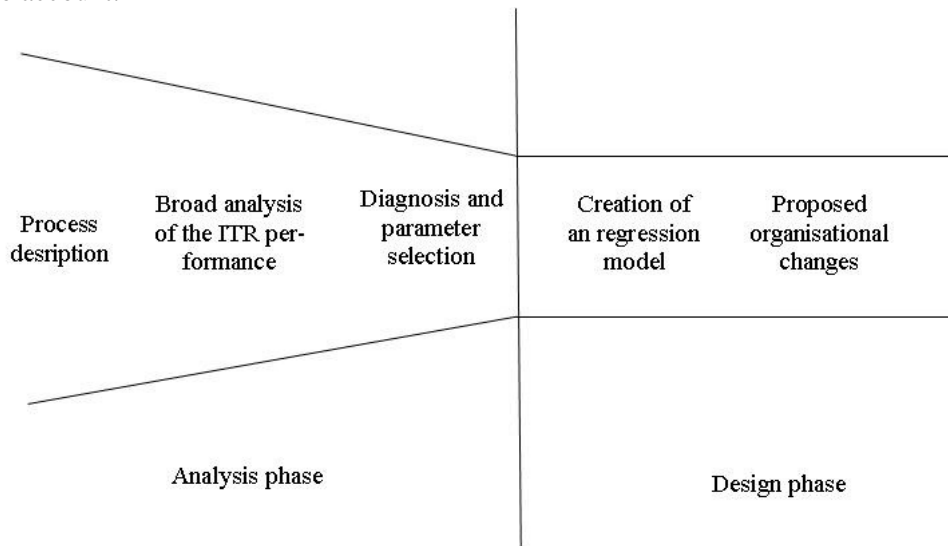 Process
desription
Broad analysis
of the ITR per-
formance
Diagnosis and
parameter
selection
Creation of
an regression
model
Proposed
organisational
changes
Analysis phase
Design phase